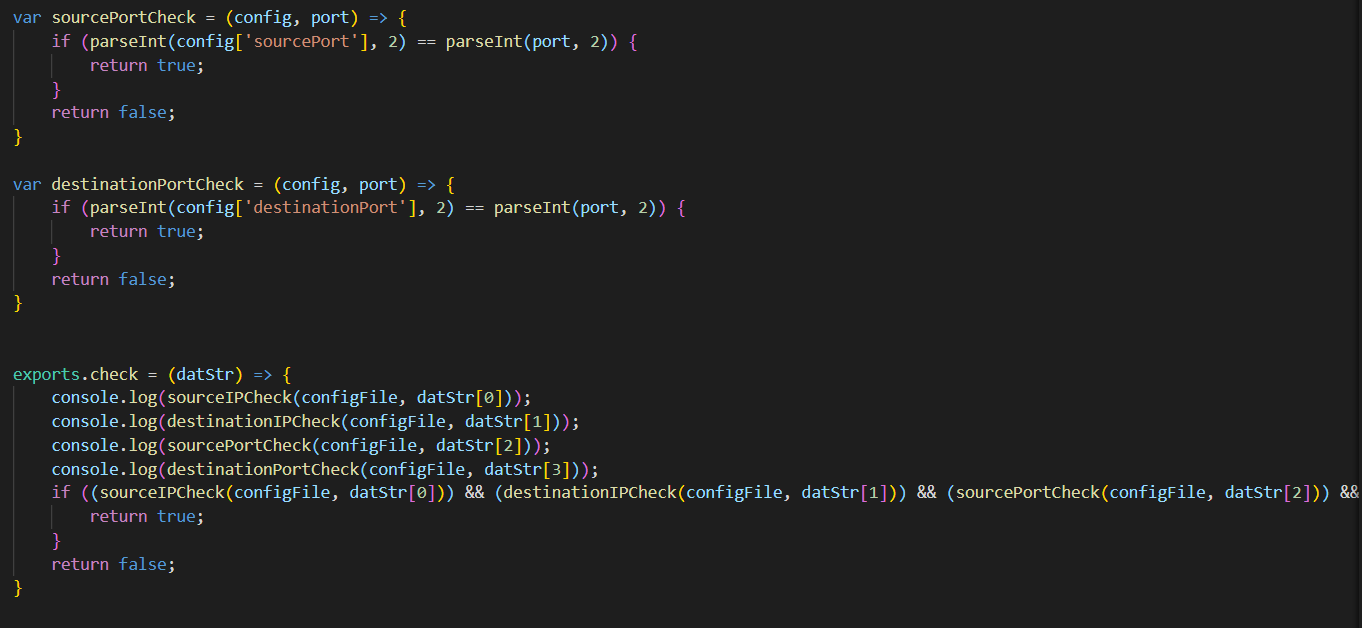 var sourcePortCheck = (config, port) => {
    if (parseInt(config['sourcePort'], 2) == parseInt(port, 2)) {
        return true;
    }
    return false;
}

var destinationPortCheck = (config, port) => {
    if (parseInt(config['destinationPort'], 2) == parseInt(port, 2)) {
        return true;
    }
    return false;
}


exports.check = (datStr) => {
    console.log(sourceIPCheck(configFile, datStr[0]));
    console.log(destinationIPCheck(configFile, datStr[1]));
    console.log(sourcePortCheck(configFile, datStr[2]));
    console.log(destinationPortCheck(configFile, datStr[3]));
    if ((sourceIPCheck(configFile, datStr[0])) && (destinationIPCheck(configFile, datStr[1])) && (sourcePortCheck(configFile, datStr[2])) &&
        return true;
    }
    return false;
}